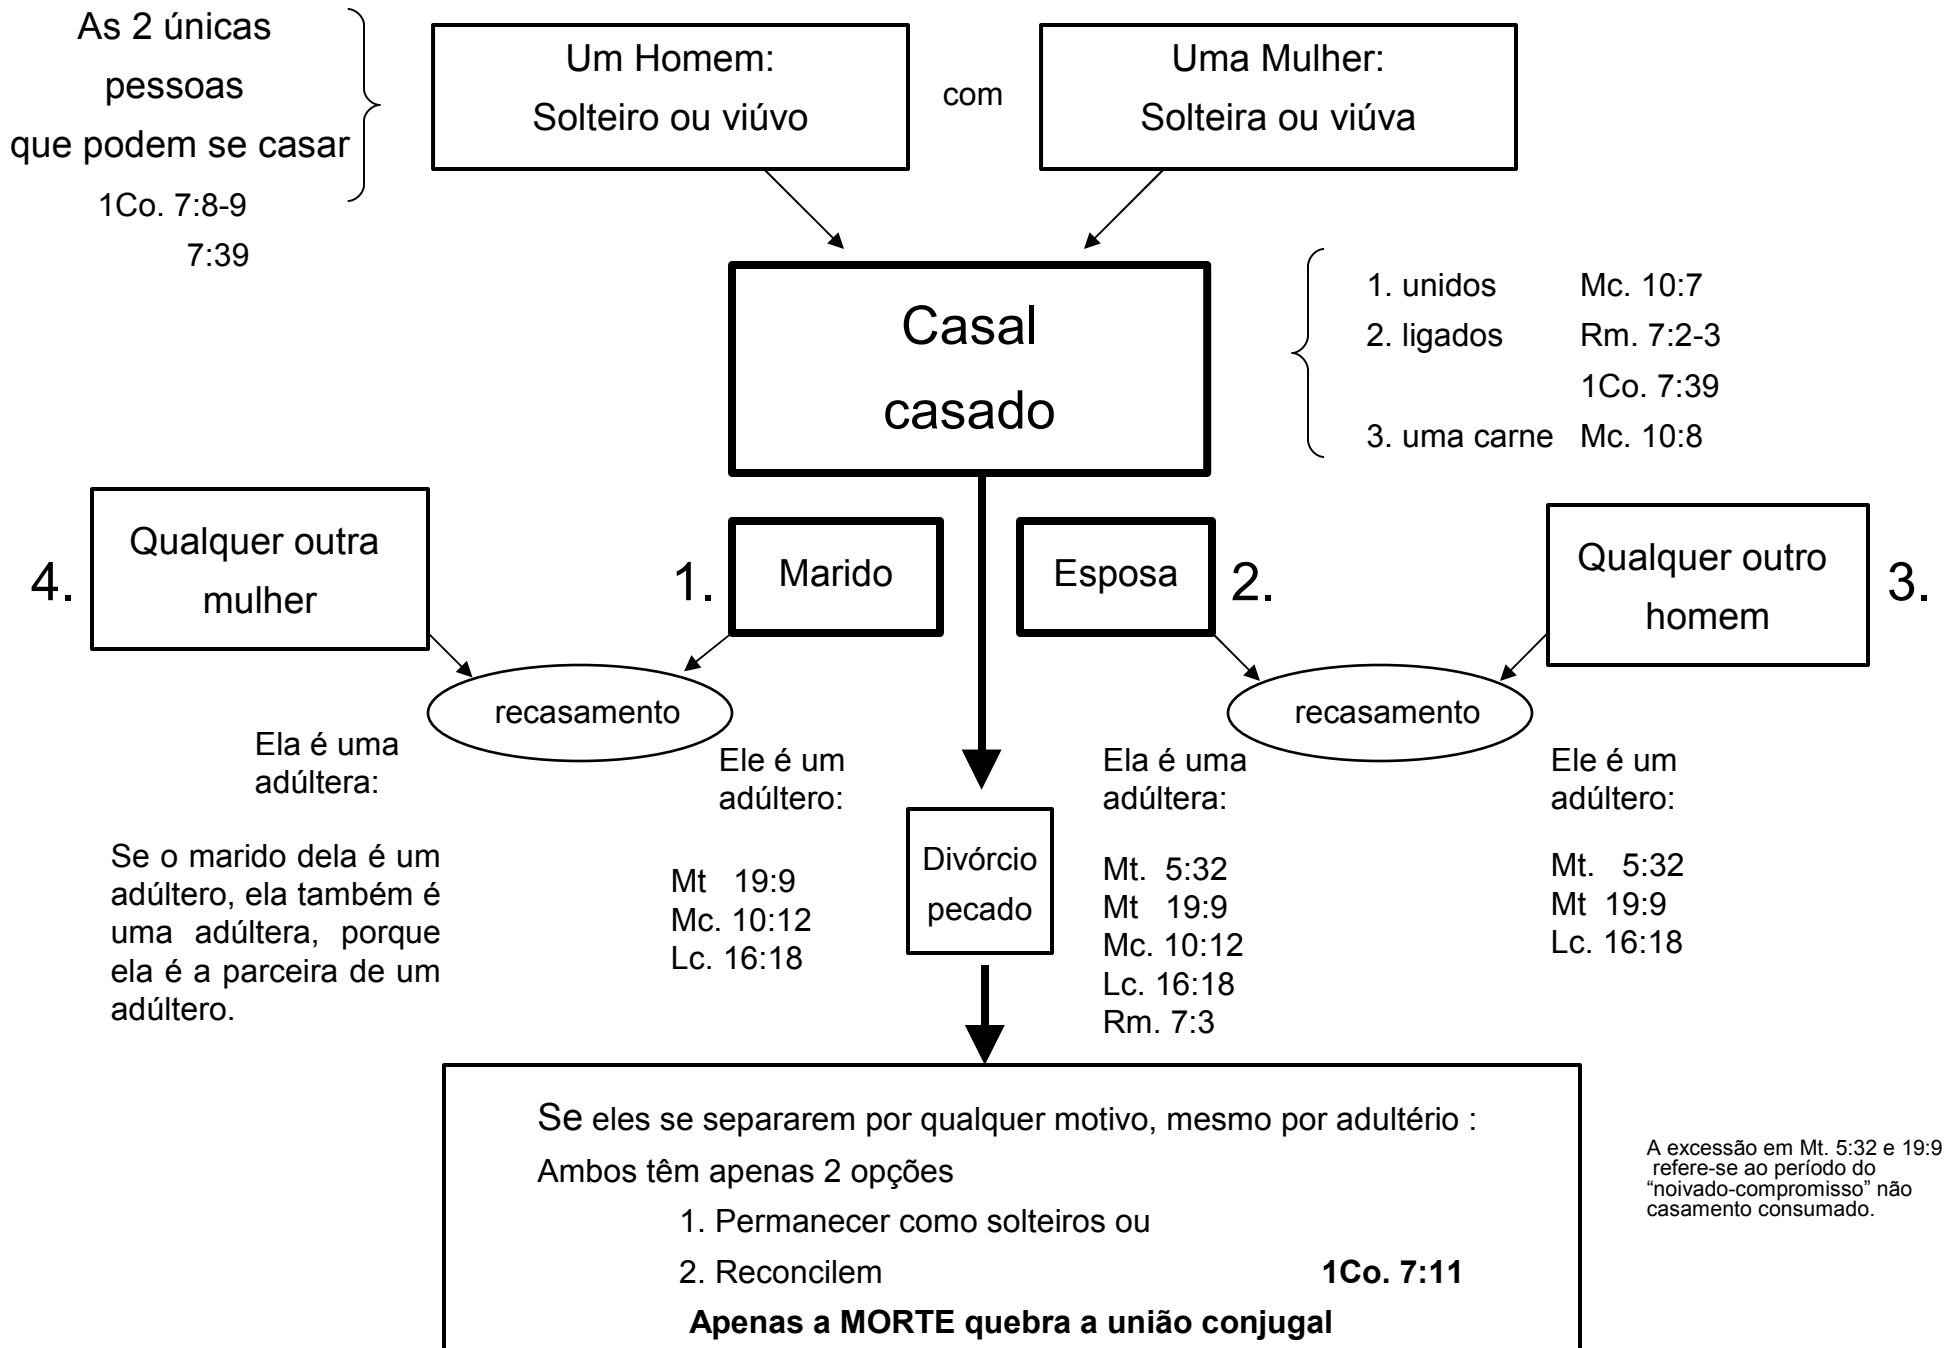 As 2 únicas
pessoas
que podem se casar
1Co. 7:8-9
7:39
Um Homem:
Solteiro ou viúvo
com
Uma Mulher:
Solteira ou viúva
Casal
casado
1. unidos Mc. 10:7
2. ligados Rm. 7:2-3
1Co. 7:39
3. uma carne Mc. 10:8
4.
Qualquer outra
mulher
1.
Marido
Esposa
2.
Qualquer outro
homem
3.
recasamento
recasamento
Ela é uma
adúltera:
Se o marido dela é um
adúltero, ela também é
uma adúltera, porque
ela é a parceira de um
adúltero.
Ele é um
adúltero:
Mt 19:9
Mc. 10:12
Lc. 16:18
Divórcio
pecado
Ela é uma
adúltera:
Mt. 5:32
Mt 19:9
Mc. 10:12
Lc. 16:18
Rm. 7:3
Ele é um
adúltero:
Mt. 5:32
Mt 19:9
Lc. 16:18
Se eles se separarem por qualquer motivo, mesmo por adultério :
Ambos têm apenas 2 opções
1. Permanecer como solteiros ou
2. Reconcilem 1Co. 7:11
Apenas a MORTE quebra a união conjugal
A excessão em Mt. 5:32 e 19:9
refere-se ao período do
“noivado-compromisso” não
casamento consumado.